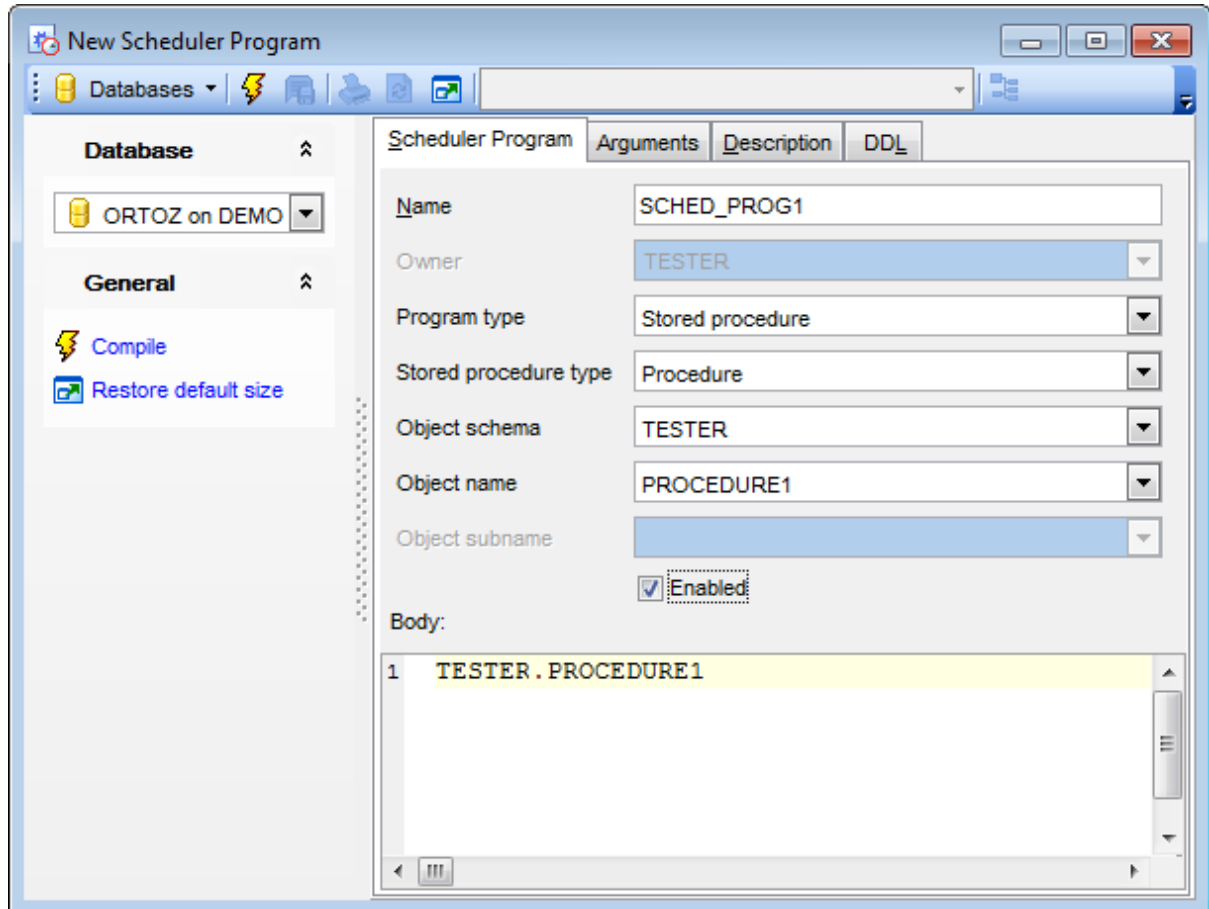 New Scheduler Program
Databases
Database
ORTOZ on DEMO
General
Compile
Restore default size
Scheduler Program Arguments Description DDL
Name SCHED_PROG1
Owner TESTER
Program type Stored procedure
Stored procedure type Procedure
Object schema TESTER
Object name PROCEDURE1
Object subname
Enabled
Body:
1 TESTER.PROCEDURE1